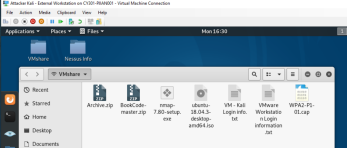 Attacker Kali - External Workstation on CY301-PMAN001 - Virtual Machine Connection
File Action Media Clipboard View Help
Applications Places Files Mon 16:30
VMshare Nessus Info
VMshare
Recent
Starred
Home
Desktop
Documents
Archive.zip
BookCode-master.zip
nmap-7.80-setup.exe
ubuntu-18.04.3-desktop-amd64.iso
VM - Kali Login info.txt
VMware Workstation Login information.txt
WPA2-P1-01.cap